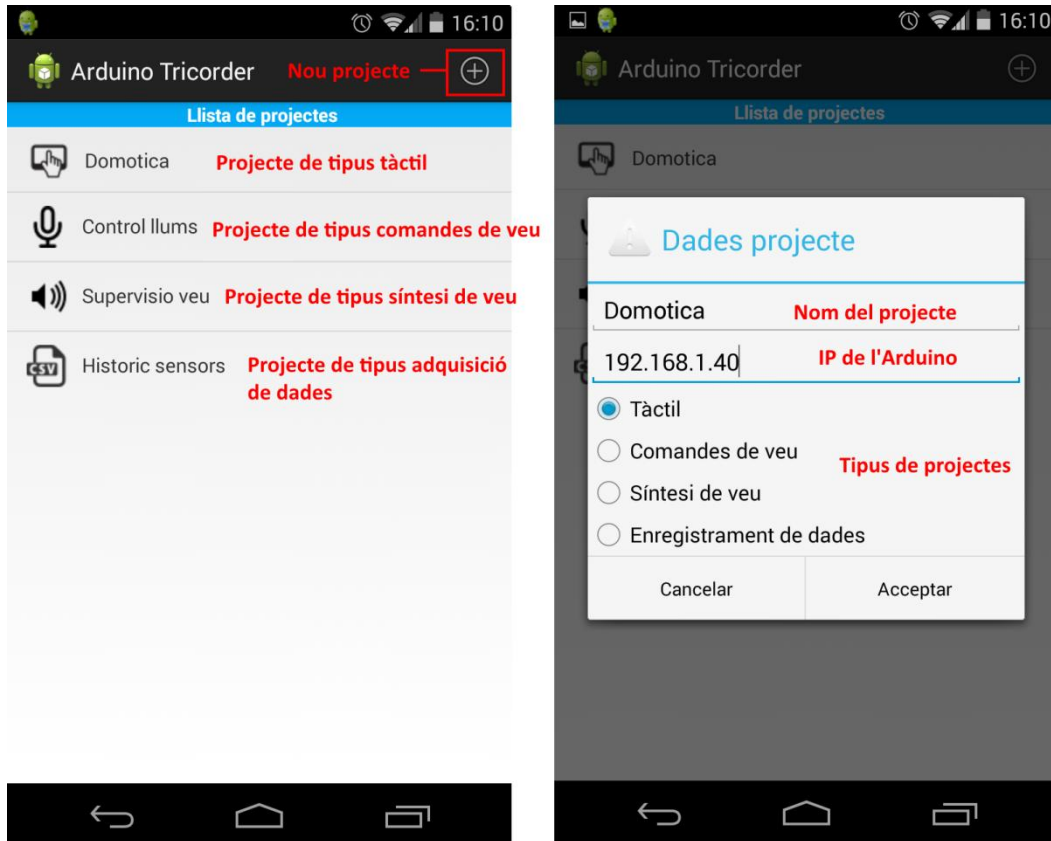 16:10
Arduino Tricorder Nou projecte
Llista de projectes
Domotica Projecte de tipus tàctil
Control llums Projecte de tipus comandes de veu
Supervisio veu Projecte de tipus síntesi de veu
CSV Historic sensors Projecte de tipus adquisició
de dades
16:10
Arduino Tricorder
Llista de projectes
Domotica
Dades projecte
Domotica Nom del projecte
192.168.1.40 IP de l'Arduino
Tàctil
Comandes de veu
Tipus de projectes
Síntesi de veu
Enregistrament de dades
Cancelar Acceptar